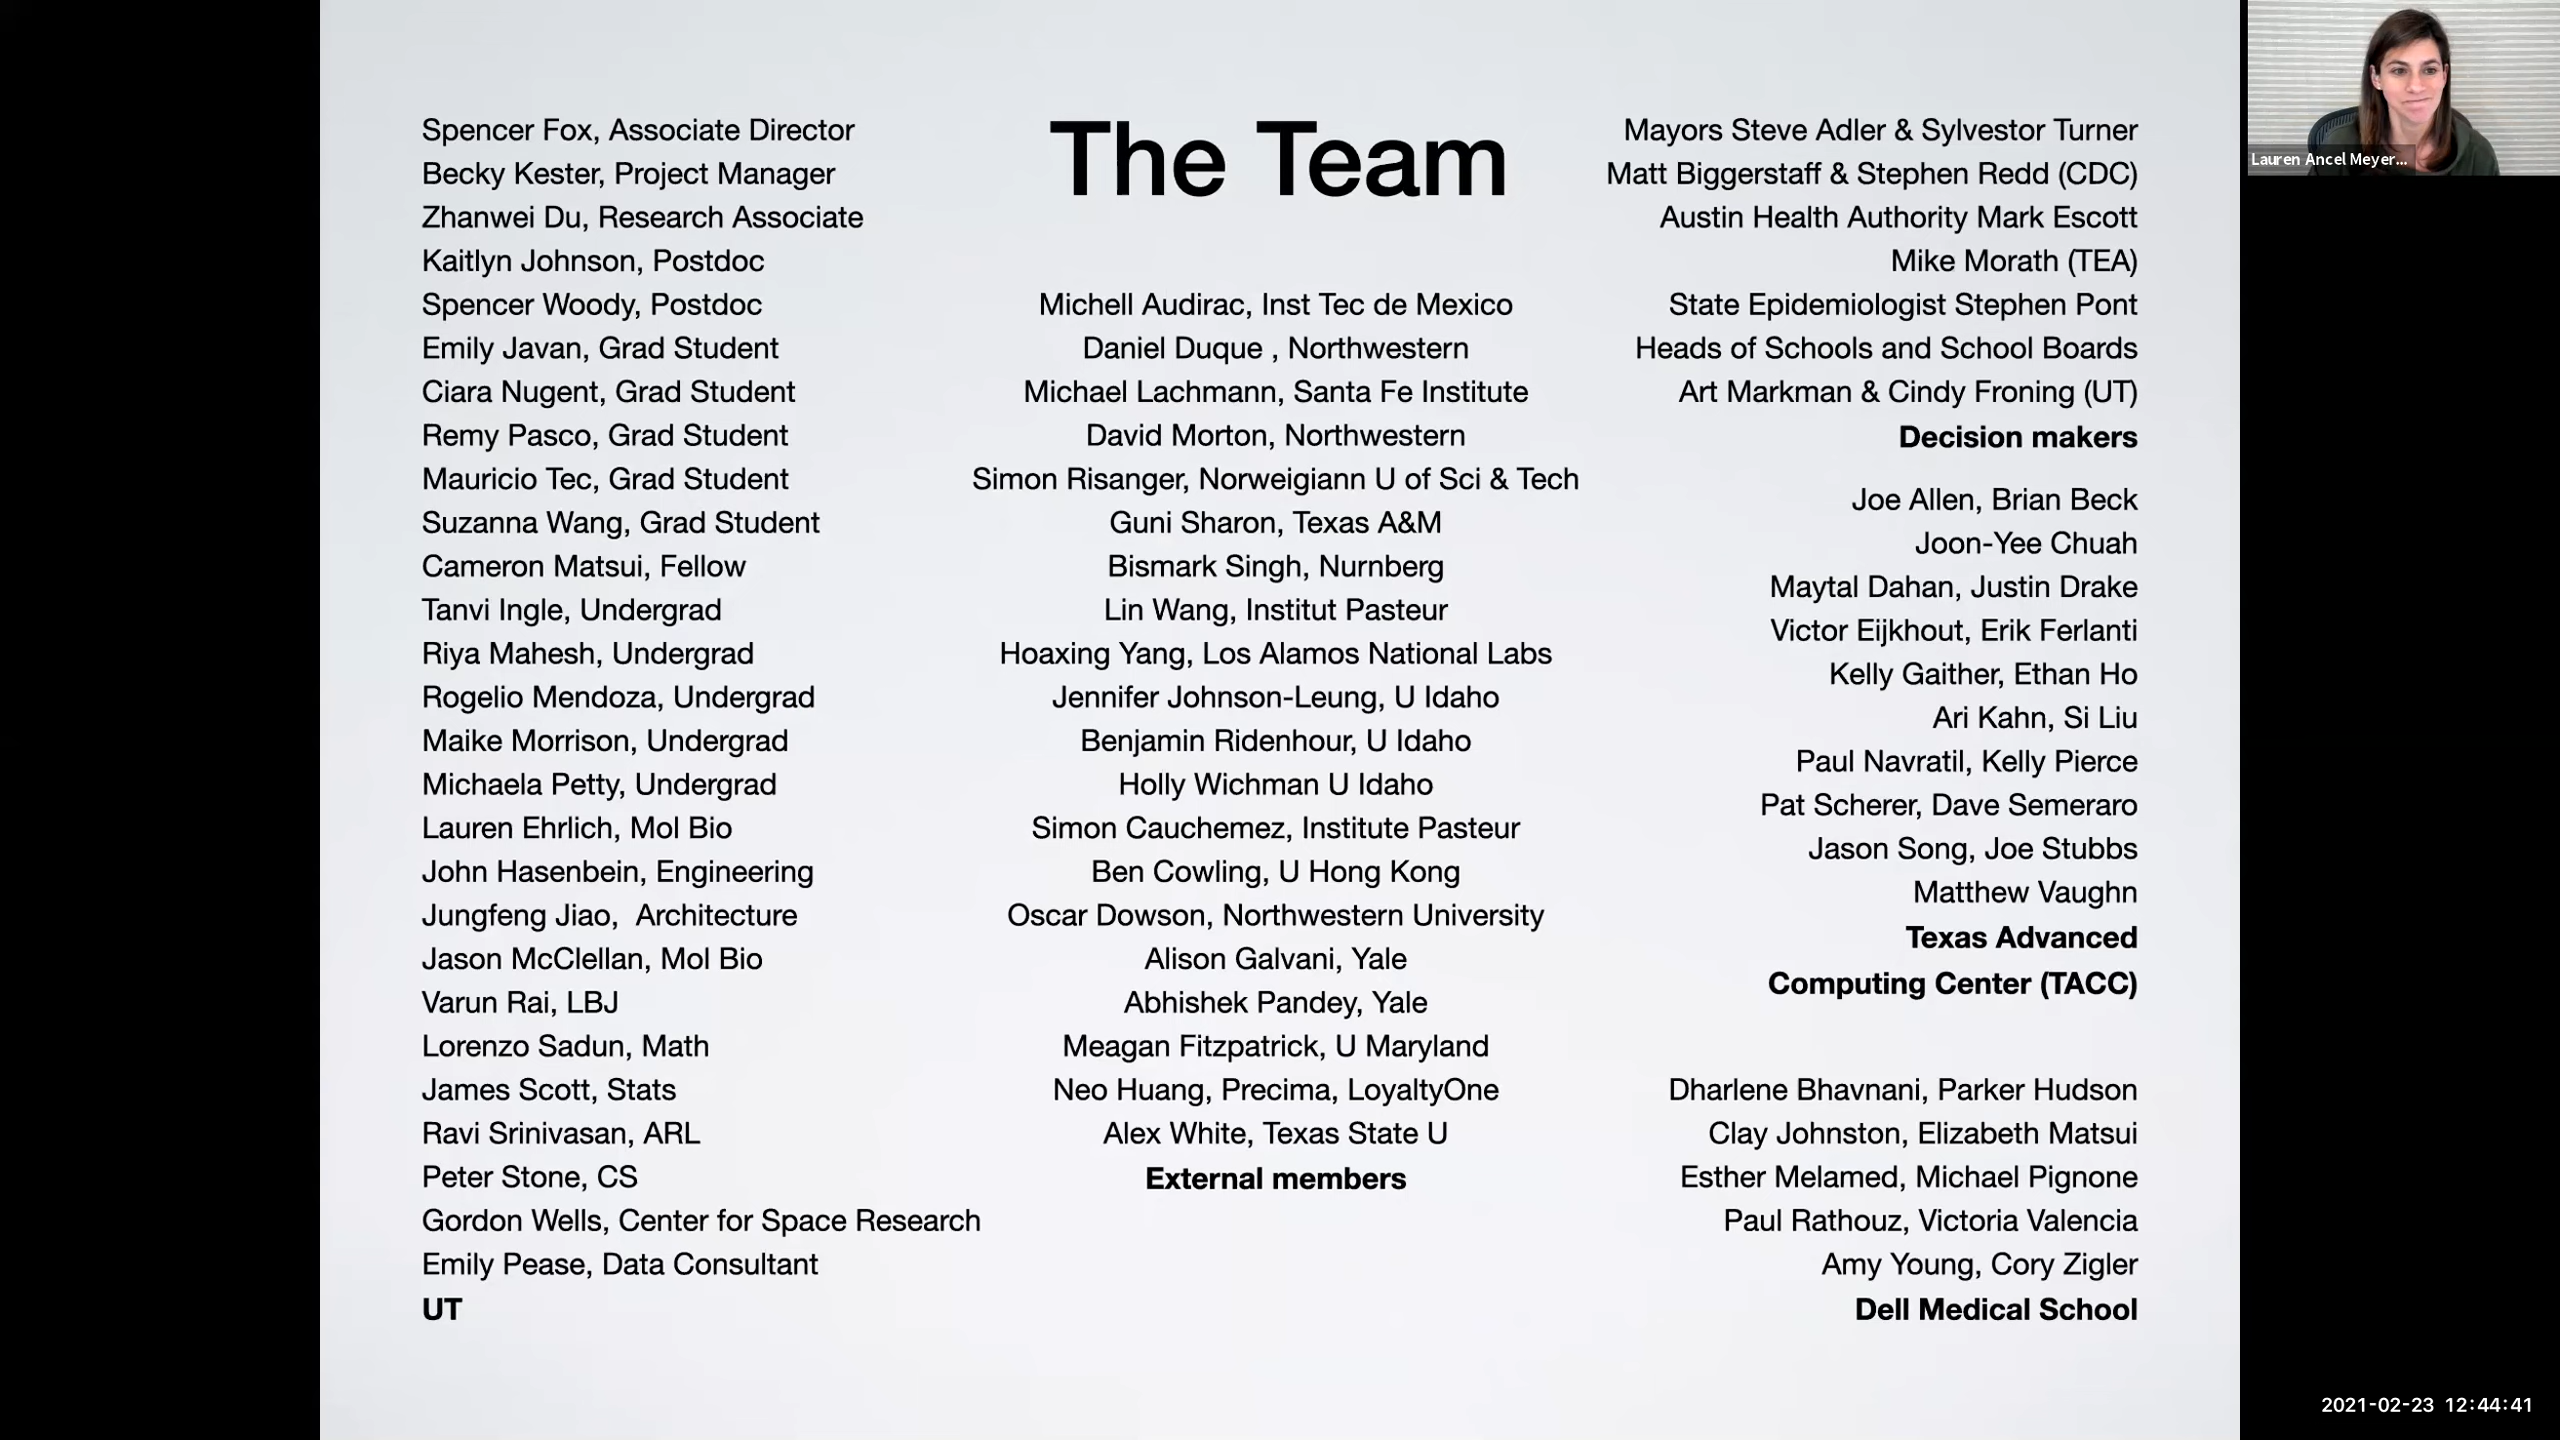 The Team
Spencer Fox, Associate Director
Becky Kester, Project Manager
Zhanwei Du, Research Associate
Kaitlyn Johnson, Postdoc
Spencer Woody, Postdoc
Emily Javan, Grad Student
Ciara Nugent, Grad Student
Remy Pasco, Grad Student
Mauricio Tec, Grad Student
Suzanna Wang, Grad Student
Cameron Matsui, Fellow
Tanvi Ingle, Undergrad
Riya Mahesh, Undergrad
Rogelio Mendoza, Undergrad
Maike Morrison, Undergrad
Michaela Petty, Undergrad
Lauren Ehrlich, Mol Bio
John Hasenbein, Engineering
Jungfeng Jiao,  Architecture
Jason McClellan, Mol Bio
Varun Rai, LBJ
Lorenzo Sadun, Math
James Scott, Stats
Ravi Srinivasan, ARL
Peter Stone, CS
Gordon Wells, Center for Space Research
Emily Pease, Data Consultant
UT
Michell Audirac, Inst Tec de Mexico
Daniel Duque , Northwestern
Michael Lachmann, Santa Fe Institute
David Morton, Northwestern
Simon Risanger, Norweigiann U of Sci & Tech
Guni Sharon, Texas A&M
Bismark Singh, Nurnberg
Lin Wang, Institut Pasteur
Hoaxing Yang, Los Alamos National Labs
Jennifer Johnson-Leung, U Idaho
Benjamin Ridenhour, U Idaho
Holly Wichman U Idaho
Simon Cauchemez, Institute Pasteur
Ben Cowling, U Hong Kong
Oscar Dowson, Northwestern University
Alison Galvani, Yale
Abhishek Pandey, Yale
Meagan Fitzpatrick, U Maryland
Neo Huang, Precima, LoyaltyOne
Alex White, Texas State U
External members
Mayors Steve Adler & Sylvestor Turner
Matt Biggerstaff & Stephen Redd (CDC)
Austin Health Authority Mark Escott
Mike Morath (TEA)
State Epidemiologist Stephen Pont
Heads of Schools and School Boards
Art Markman & Cindy Froning (UT)
Decision makers
Joe Allen, Brian Beck
Joon-Yee Chuah
Maytal Dahan, Justin Drake
Victor Eijkhout, Erik Ferlanti
Kelly Gaither, Ethan Ho
Ari Kahn, Si Liu
Paul Navratil, Kelly Pierce
Pat Scherer, Dave Semeraro
Jason Song, Joe Stubbs
Matthew Vaughn
Texas Advanced
Computing Center (TACC)
Dharlene Bhavnani, Parker Hudson
Clay Johnston, Elizabeth Matsui
Esther Melamed, Michael Pignone
Paul Rathouz, Victoria Valencia
Amy Young, Cory Zigler
Dell Medical School
Lauren Ancel Meyer...
2021-02-23 12:44:41